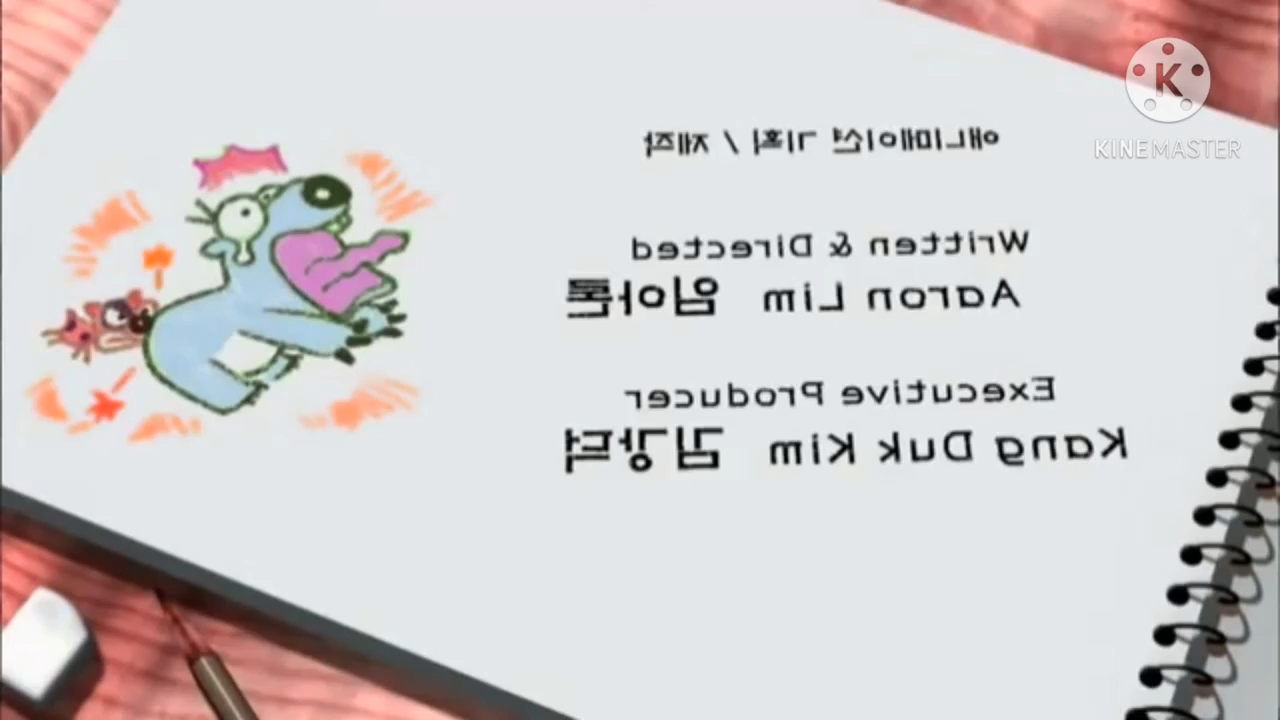 애니메이션 기획 / 제작
Written & Directed
Aaron Lim 임아론
Executive Producer
Kang Duk Kim 김강덕
K
KINEMASTER